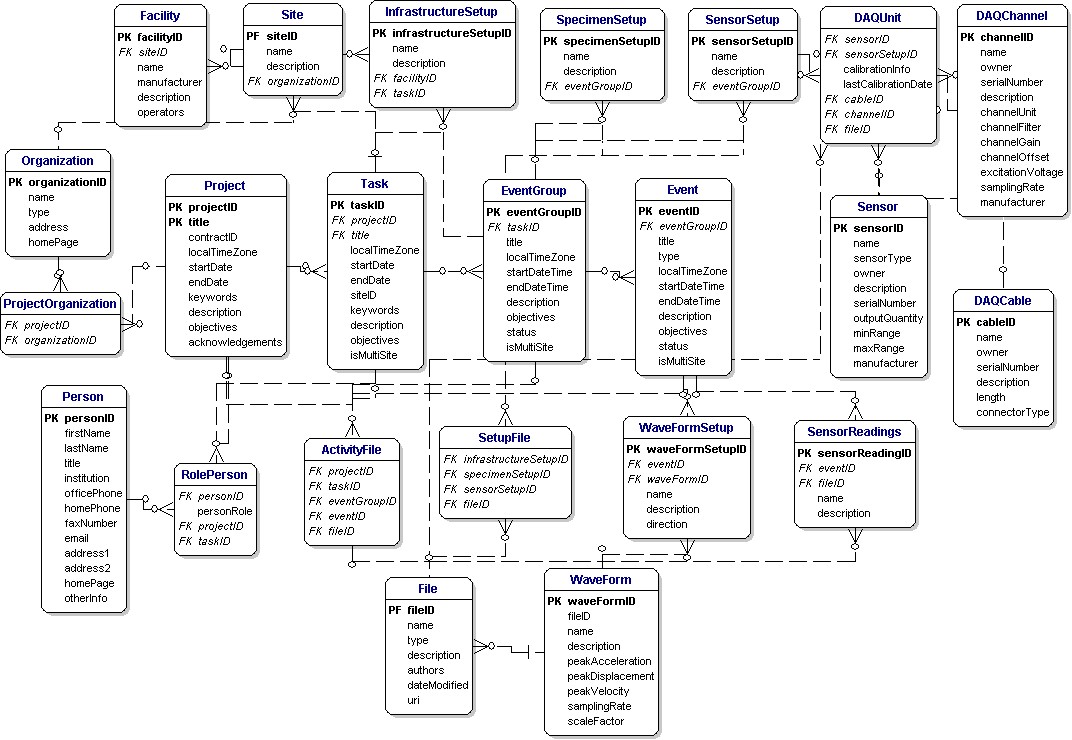 Facility
PK facilityID
FK siteID
name
manufacturer
description
operators
Site
PF siteID
name
description
FK organizationID
InfrastructureSetup
PK infrastructureSetupID
name
description
FK facilityID
FK taskID
SpecimenSetup
PK specimenSetupID
name
description
FK eventGroupID
SensorSetup
PK sensorSetupID
name
description
FK eventGroupID
DAQUnit
FK sensorID
FK sensorSetupID
calibrationInfo
lastCalibrationDate
FK cableID
FK channelID
FK fileID
DAQChannel
PK channelID
name
owner
serialNumber
description
channelUnit
channelFilter
channelGain
channelOffset
excitationVoltage
samplingRate
manufacturer
Organization
PK organizationID
name
type
address
homePage
Project
PK projectID
PK title
contractID
localTimeZone
startDate
endDate
keywords
description
objectives
acknowledgements
Task
PK taskID
FK projectID
FK title
localTimeZone
startDate
endDate
siteID
keywords
description
objectives
isMultiSite
EventGroup
PK eventGroupID
FK taskID
title
localTimeZone
startDateTime
endDateTime
description
objectives
status
isMultiSite
Event
PK eventID
FK eventGroupID
title
type
localTimeZone
startDateTime
endDateTime
description
objectives
status
isMultiSite
Sensor
PK sensorID
name
sensorType
owner
description
serialNumber
outputQuantity
minRange
maxRange
manufacturer
ProjectOrganization
FK projectID
FK organizationID
DAQCable
PK cableID
name
owner
serialNumber
description
length
connectorType
Person
PK personID
firstName
lastName
title
institution
officePhone
homePhone
faxNumber
email
address1
address2
homePage
otherInfo
RolePerson
FK personID
personRole
FK projectID
FK taskID
ActivityFile
FK projectID
FK taskID
FK eventGroupID
FK eventID
FK fileID
SetupFile
FK infrastructureSetupID
FK specimenSetupID
FK sensorSetupID
FK fileID
WaveFormSetup
PK waveFormSetupID
FK eventID
FK waveFormID
name
description
direction
SensorReadings
PK sensorReadingID
FK eventID
FK fileID
name
description
File
PF fileID
name
type
description
authors
dateModified
uri
WaveForm
PK waveFormID
fileID
name
description
peakAcceleration
peakDisplacement
peakVelocity
samplingRate
scaleFactor